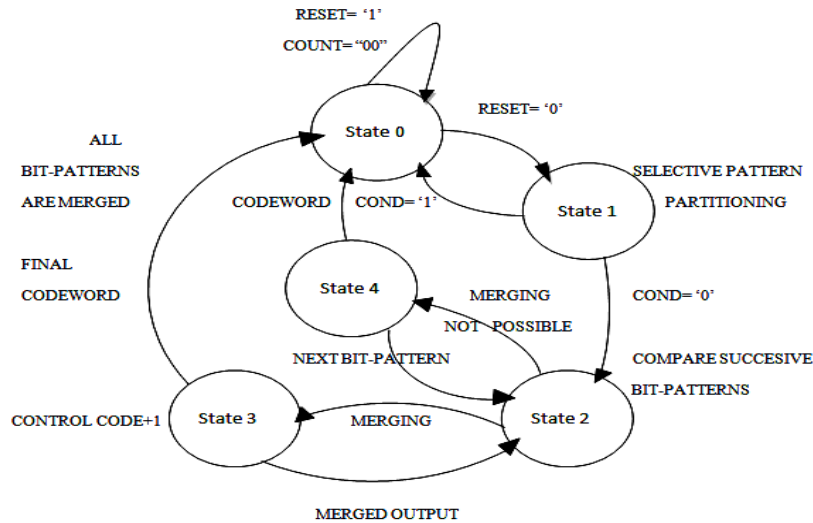 RESET= ‘1’
COUNT= “00”
State 0
RESET= ‘0’
ALL
BIT-PATTERNS
ARE MERGED
SELECTIVE PATTERN
PARTITIONING
CODEWORD
COND= ‘1’
State 1
FINAL
CODEWORD
State 4
MERGING
NOT POSSIBLE
COND= ‘0’
NEXT BIT-PATTERN
COMPARE SUCCESIVE
BIT-PATTERNS
CONTROL CODE+1
State 3
MERGING
State 2
MERGED OUTPUT